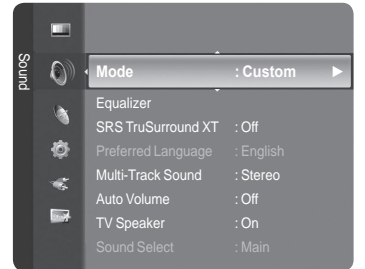 Sound
Mode : Custom
Equalizer
SRS TruSurround XT : Off
Preferred Language : English
Multi-Track Sound : Stereo
Auto Volume : Off
TV Speaker : On
Sound Select : Main